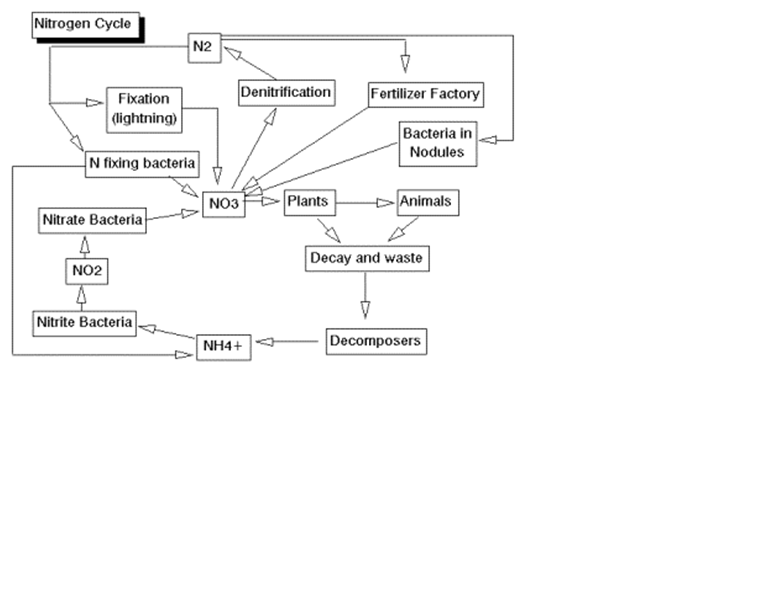 Nitrogen Cycle
N2
Fixation
(lightning)
Denitrification
Fertilizer Factory
Bacteria in
Nodules
N fixing bacteria
NO3
Plants
Animals
Nitrate Bacteria
Decay and waste
NO2
Nitrite Bacteria
NH4+
Decomposers